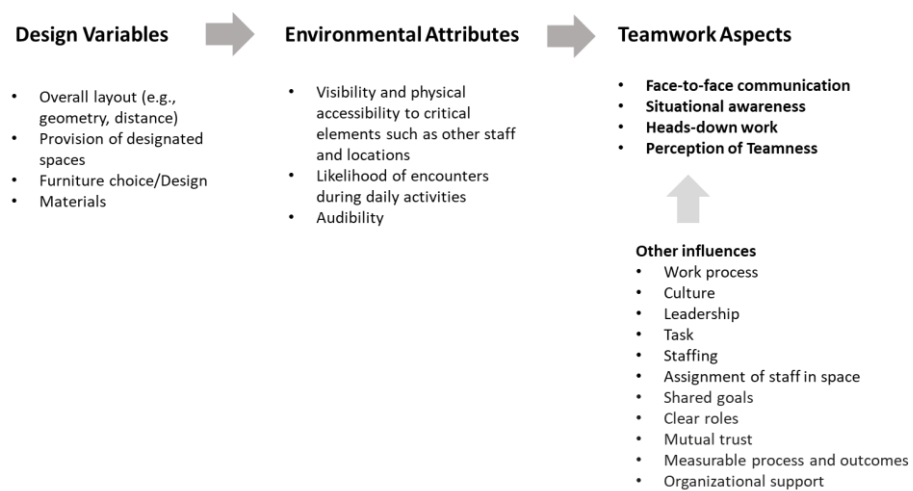 Design Variables
• Overall layout (e.g.,
geometry, distance)
• Provision of designated
spaces
• Furniture choice/Design
• Materials
Environmental Attributes
• Visibility and physical
accessibility to critical
elements such as other staff
and locations
• Likelihood of encounters
during daily activities
• Audibility
Teamwork Aspects
• Face-to-face communication
• Situational awareness
• Heads-down work
• Perception of Teamness
Other influences
• Work process
• Culture
• Leadership
• Task
• Staffing
• Assignment of staff in space
• Shared goals
• Clear roles
• Mutual trust
• Measurable process and outcomes
• Organizational support